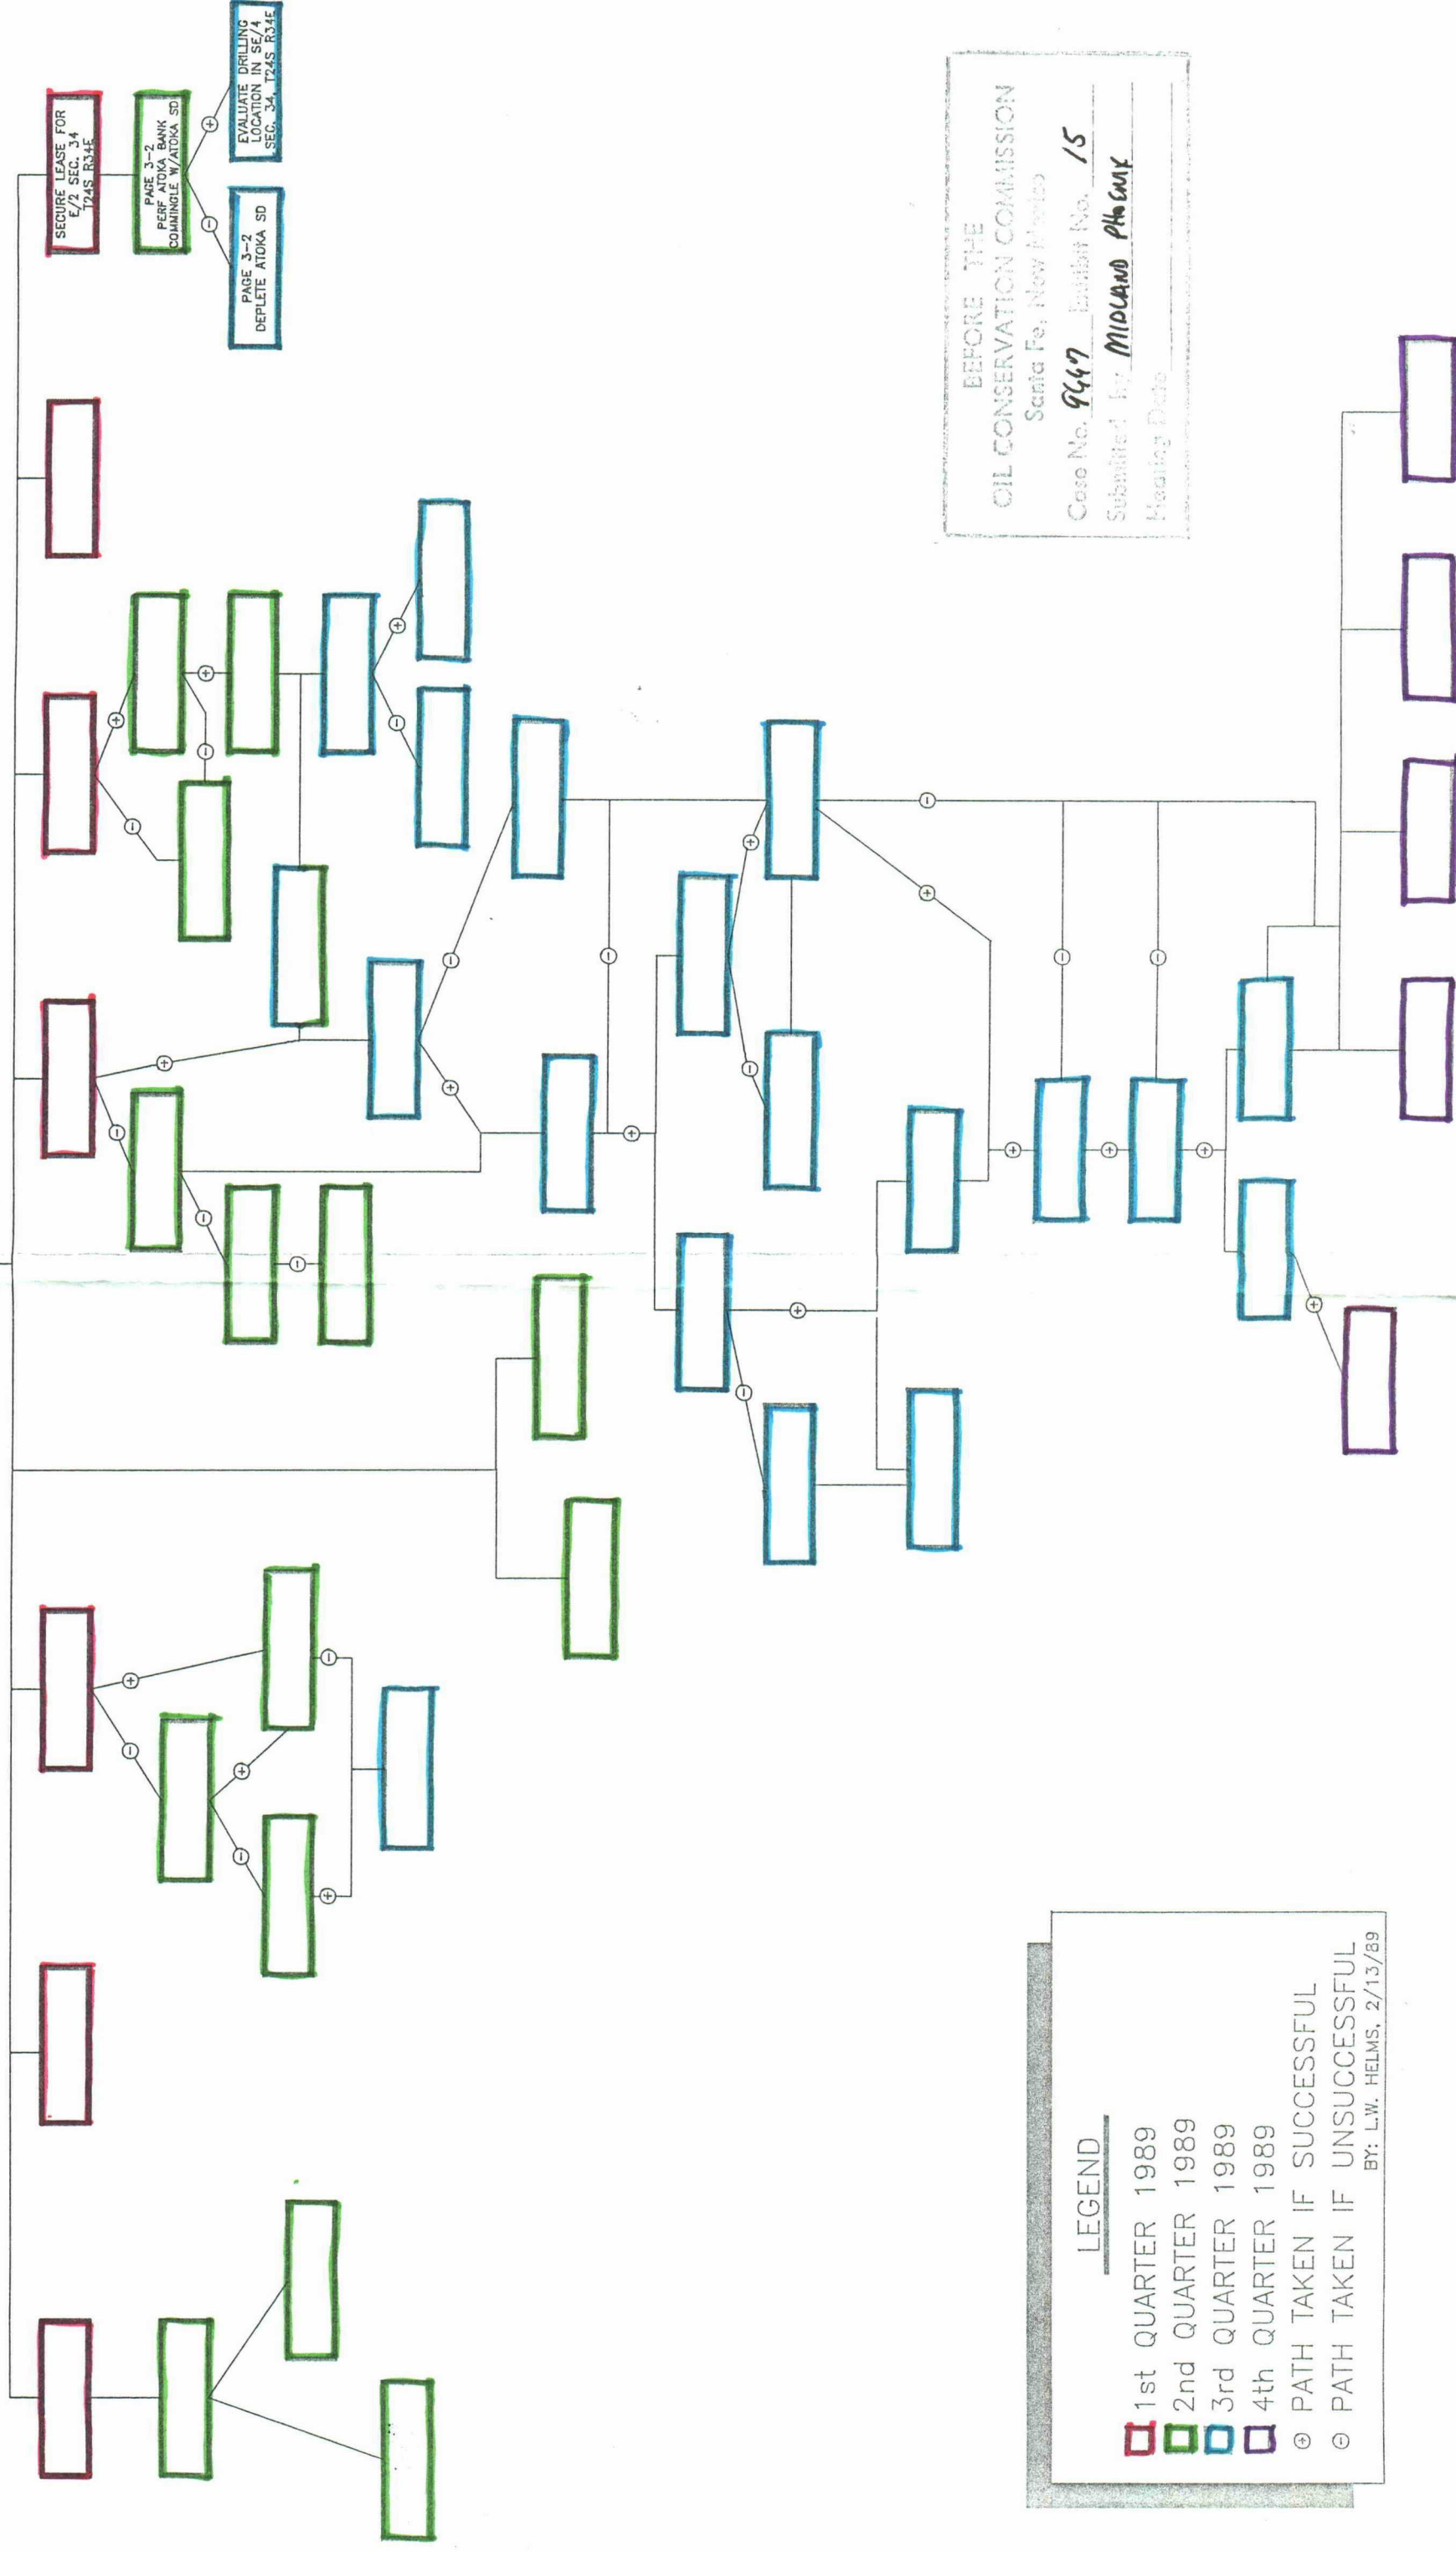 SECURE LEASE FOR
E/2 SEC. 34
T24S R34E
PAGE 3-2
PERF ATOKA BANK
COMMINGLE W/ATOKA SD
PAGE 3-2
DEPLETE ATOKA SD
EVALUATE DRILLING
LOCATION IN SE/4
SEC. 34, T24S R34E
BEFORE THE
OIL CONSERVATION COMMISSION
Santa Fe, New Mexico
Case No. 9617 Exhibit No. 15
Submitted by MIDLAND PHOENIX
Hearing Date
LEGEND
1st QUARTER 1989
2nd QUARTER 1989
3rd QUARTER 1989
4th QUARTER 1989
⊕ PATH TAKEN IF SUCCESSFUL
⊖ PATH TAKEN IF UNSUCCESSFUL
BY: L.W. HELMS, 2/13/89